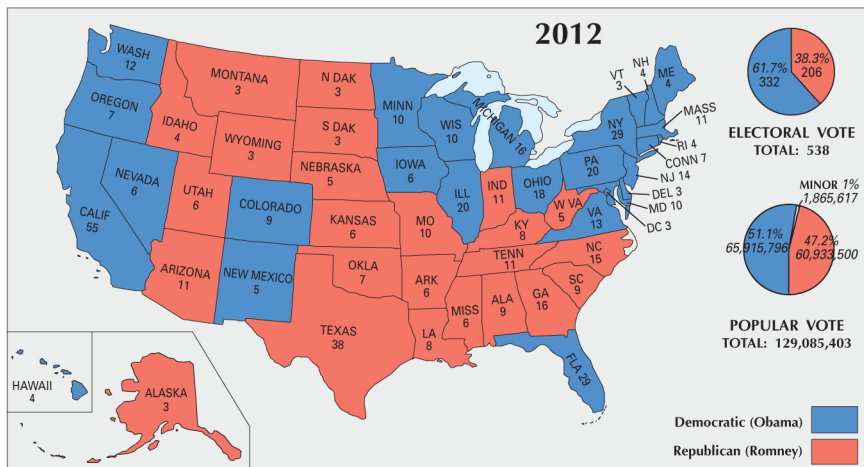 2012
WASH
12
OREGON
7
CALIF
55
NEVADA
6
IDAHO
4
MONTANA
3
WYOMING
3
UTAH
6
ARIZONA
11
COLORADO
9
NEW MEXICO
5
N DAK
3
S DAK
3
NEBRASKA
5
KANSAS
6
OKLA
7
TEXAS
38
MINN
10
IOWA
6
MO
10
ARK
6
LA
8
WIS
10
ILL
20
MICHIGAN 16
IND
11
OHIO
18
KY
8
TENN
11
MISS
6
ALA
9
GA
16
FLA 29
SC
9
NC
15
VA
13
W VA
5
PA
20
NY
29
VT
3
NH
4
ME
4
MASS
11
RI 4
CONN 7
NJ 14
DEL 3
MD 10
DC 3
HAWAII
4
ALASKA
3
61.7%
332
38.3%
206
ELECTORAL VOTE
TOTAL: 538
MINOR 1%
1,865,617
51.1%
65,915,796
47.2%
60,933,500
POPULAR VOTE
TOTAL: 129,085,403
Democratic (Obama)
Republican (Romney)